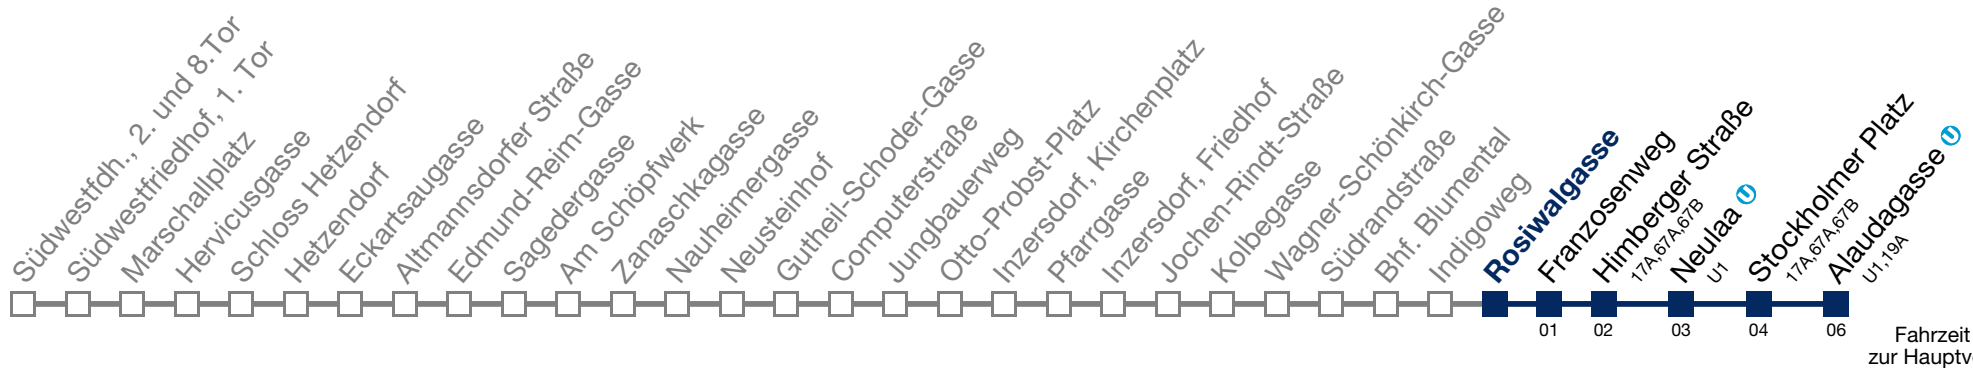 Südwestfdh., 2. und 8.Tor
Südwestfriedhof, 1. Tor
Marschallplatz
Hervicusgasse
Schloss Hetzendorf
Hetzendorf
Eckartsaugasse
Altmannsdorfer Straße
Edmund-Reim-Gasse
Sagedergasse
Am Schöpfwerk
Zanaschkagasse
Nauheimergasse
Neusteinhof
Gutheil-Schoder-Gasse
Computerstraße
Jungbauerweg
Otto-Probst-Platz
Inzersdorf, Kirchenplatz
Pfarrgasse
Inzersdorf, Friedhof
Jochen-Rindt-Straße
Kolbegasse
Wagner-Schönkirch-Gasse
Südrandstraße
Bhf. Blumental
Indigoweg
Rosiwalgasse
Franzosenweg
Himberger Straße
17A,67A,67B
Neulaa U
U1
Stockholmer Platz
17A,67A,67B
Alaudagasse U
U1,19A
01 02 03 04 06
Fahrzeit
zur Hauptv